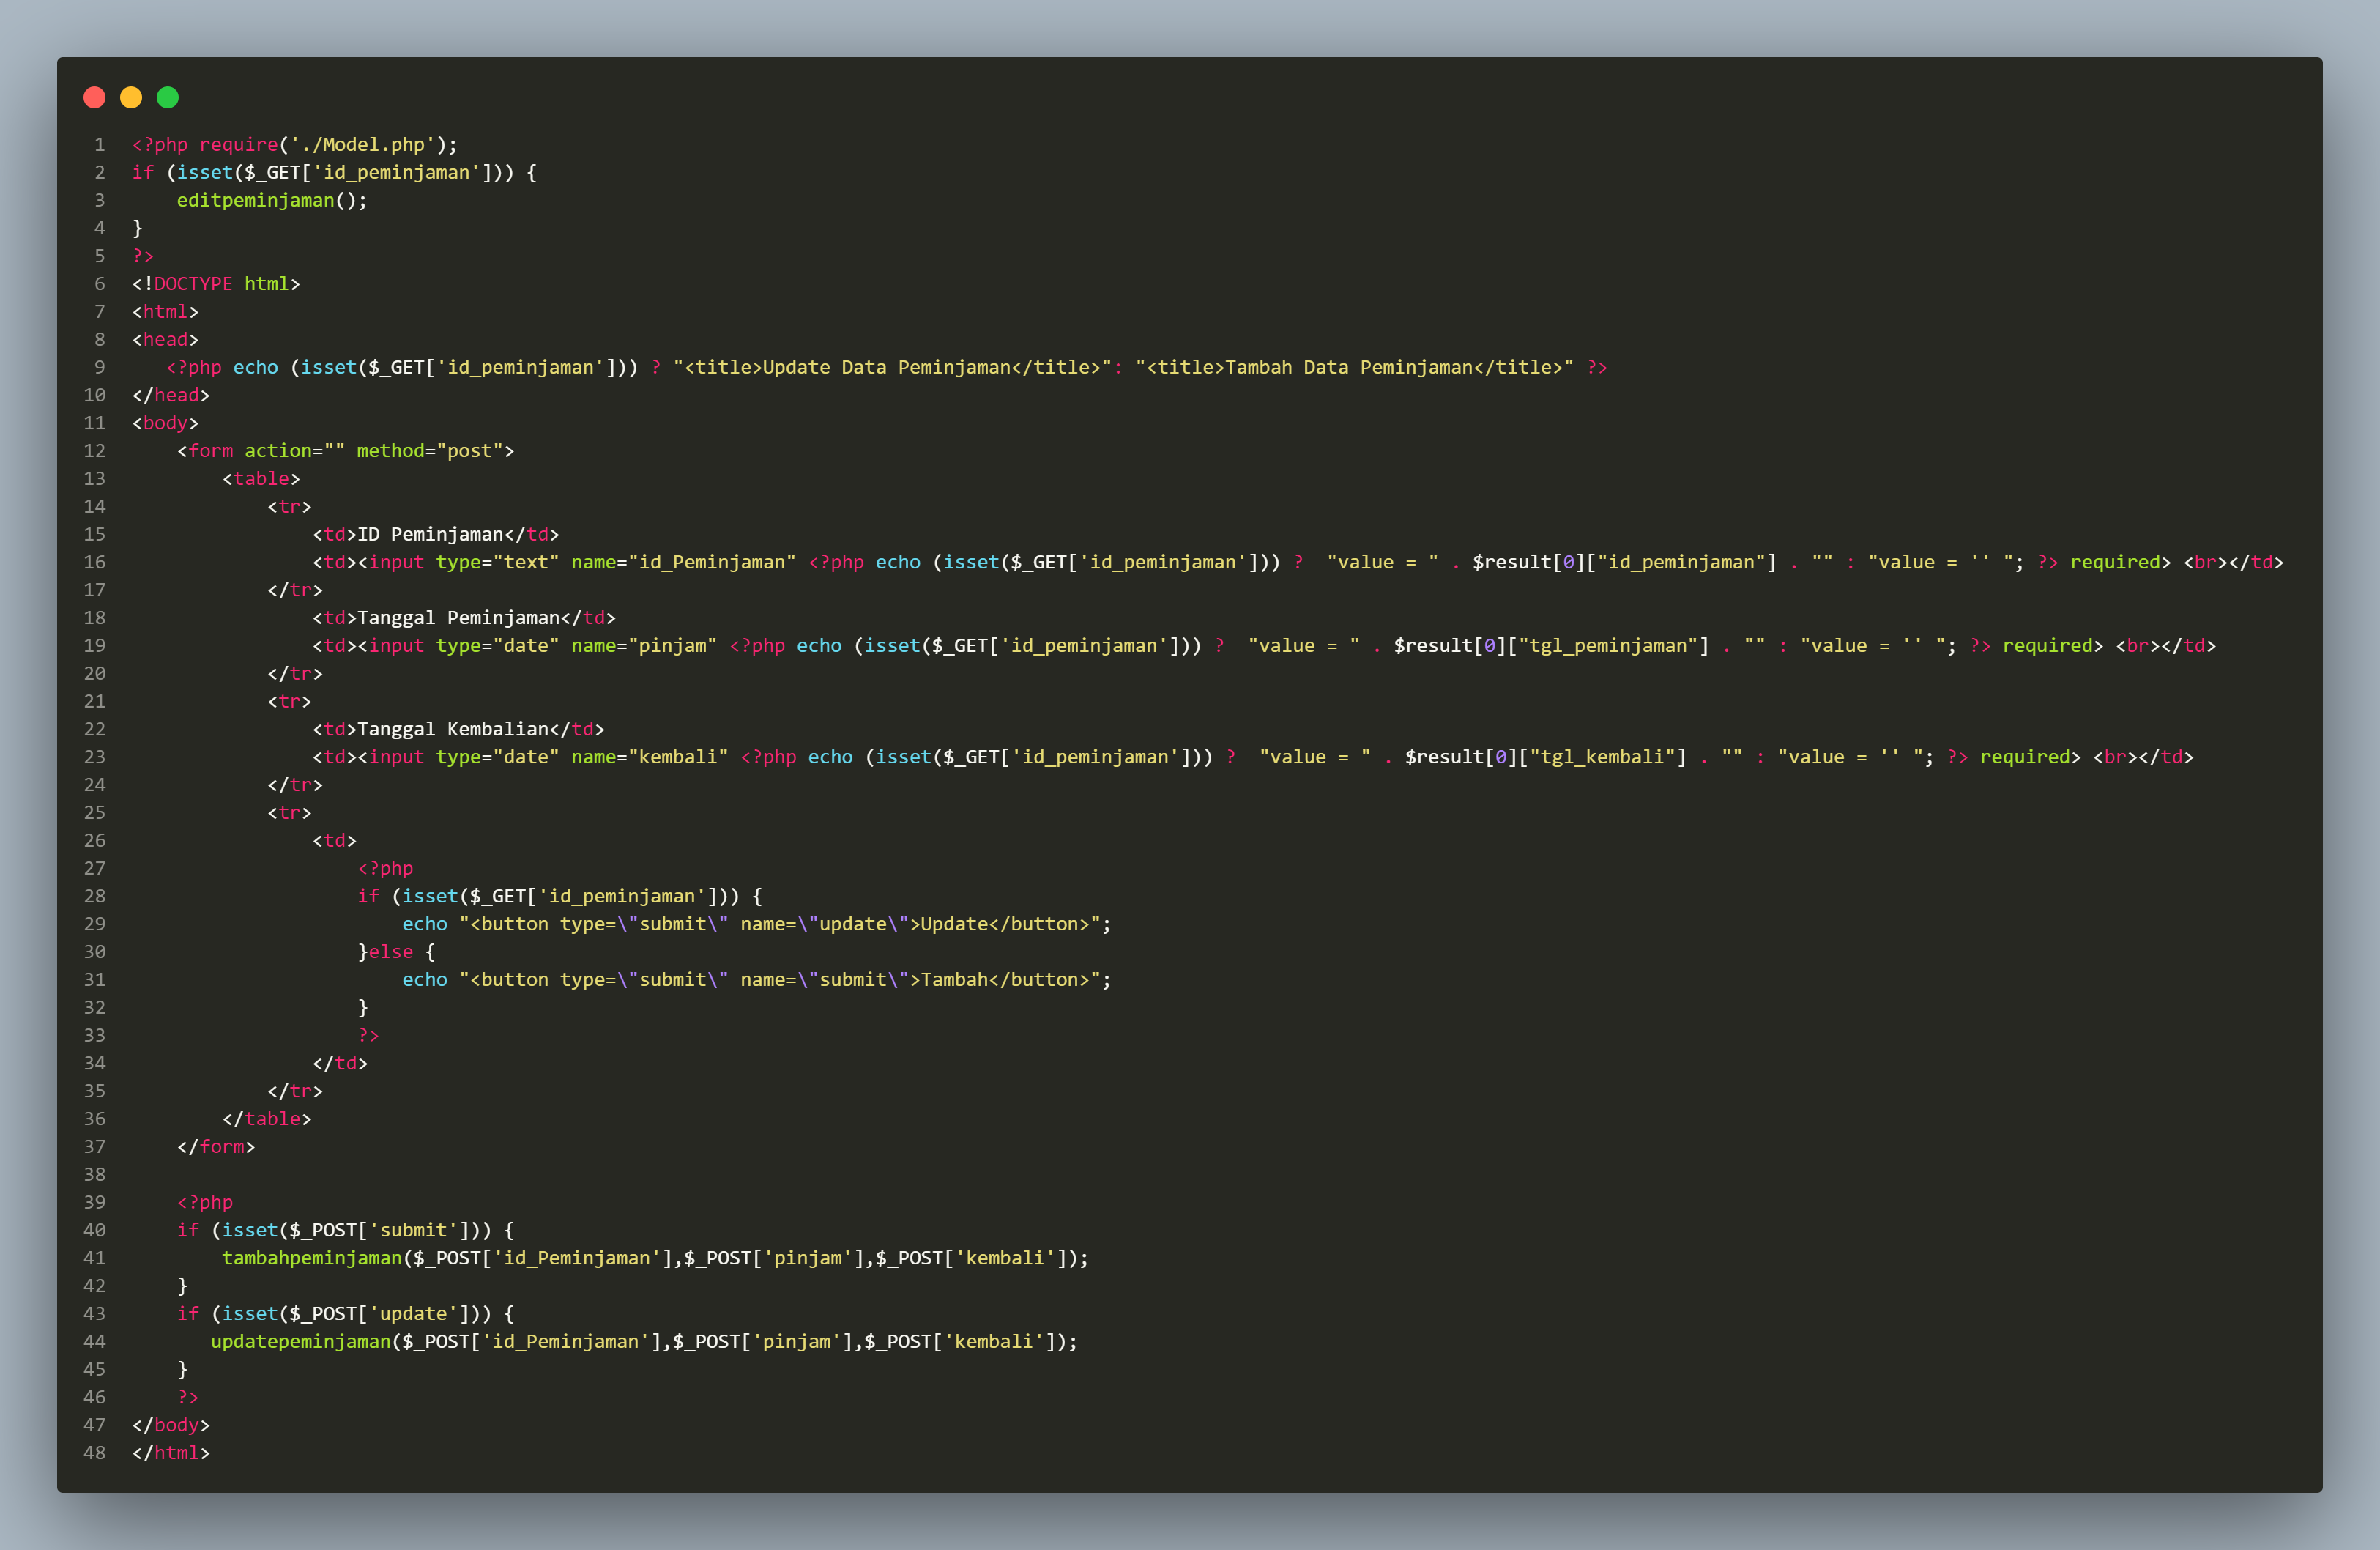 1 <?php require('./Model.php');
2 if (isset($_GET['id_peminjaman'])) {
3     editpeminjaman();
4 }
5 ?>
6 <!DOCTYPE html>
7 <html>
8 <head>
9    <?php echo (isset($_GET['id_peminjaman'])) ? "<title>Update Data Peminjaman</title>": "<title>Tambah Data Peminjaman</title>" ?>
10 </head>
11 <body>
12     <form action="" method="post">
13         <table>
14             <tr>
15                 <td>ID Peminjaman</td>
16                 <td><input type="text" name="id_Peminjaman" <?php echo (isset($_GET['id_peminjaman'])) ?  "value = " . $result[0]["id_peminjaman"] . "" : "value = '' "; ?> required> <br></td>
17             </tr>
18                 <td>Tanggal Peminjaman</td>
19                 <td><input type="date" name="pinjam" <?php echo (isset($_GET['id_peminjaman'])) ?  "value = " . $result[0]["tgl_peminjaman"] . "" : "value = '' "; ?> required> <br></td>
20             </tr>
21             <tr>
22                 <td>Tanggal Kembalian</td>
23                 <td><input type="date" name="kembali" <?php echo (isset($_GET['id_peminjaman'])) ?  "value = " . $result[0]["tgl_kembali"] . "" : "value = '' "; ?> required> <br></td>
24             </tr>
25             <tr>
26                 <td>
27                     <?php
28                     if (isset($_GET['id_peminjaman'])) {
29                         echo "<button type=\"submit\" name=\"update\">Update</button>";
30                     }else {
31                         echo "<button type=\"submit\" name=\"submit\">Tambah</button>";
32                     }
33                     ?>
34                 </td>
35             </tr>
36         </table>
37     </form>
38
39     <?php
40     if (isset($_POST['submit'])) {
41         tambahpeminjaman($_POST['id_Peminjaman'],$_POST['pinjam'],$_POST['kembali']);
42     }
43     if (isset($_POST['update'])) {
44        updatepeminjaman($_POST['id_Peminjaman'],$_POST['pinjam'],$_POST['kembali']);
45     }
46     ?>
47 </body>
48 </html>